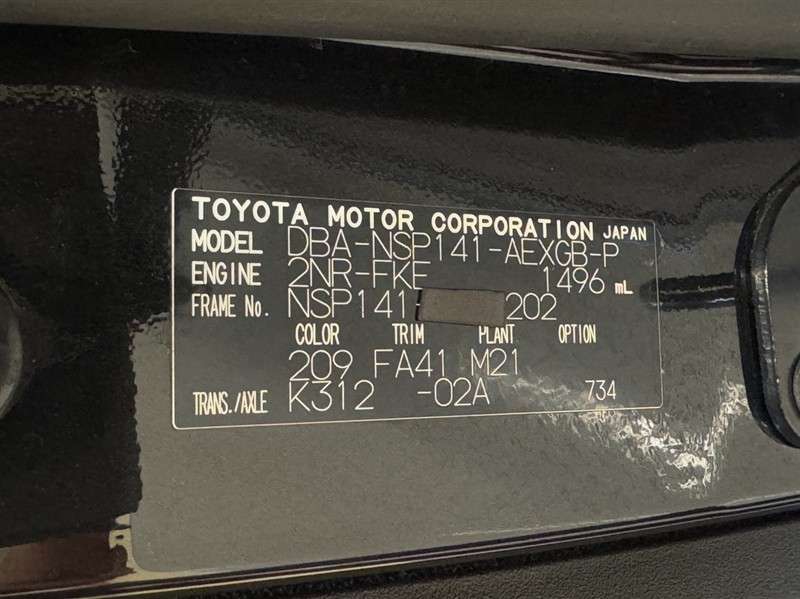 TOYOTA MOTOR CORPORATION JAPAN
MODEL DBA-NSP141-AEXGB-P
ENGINE 2NR-FKE 1496 mL
FRAME No. NSP141 202
COLOR TRIM PLANT OPTION
209 FA41 M21
TRANS./AXLE K312 -02A 734